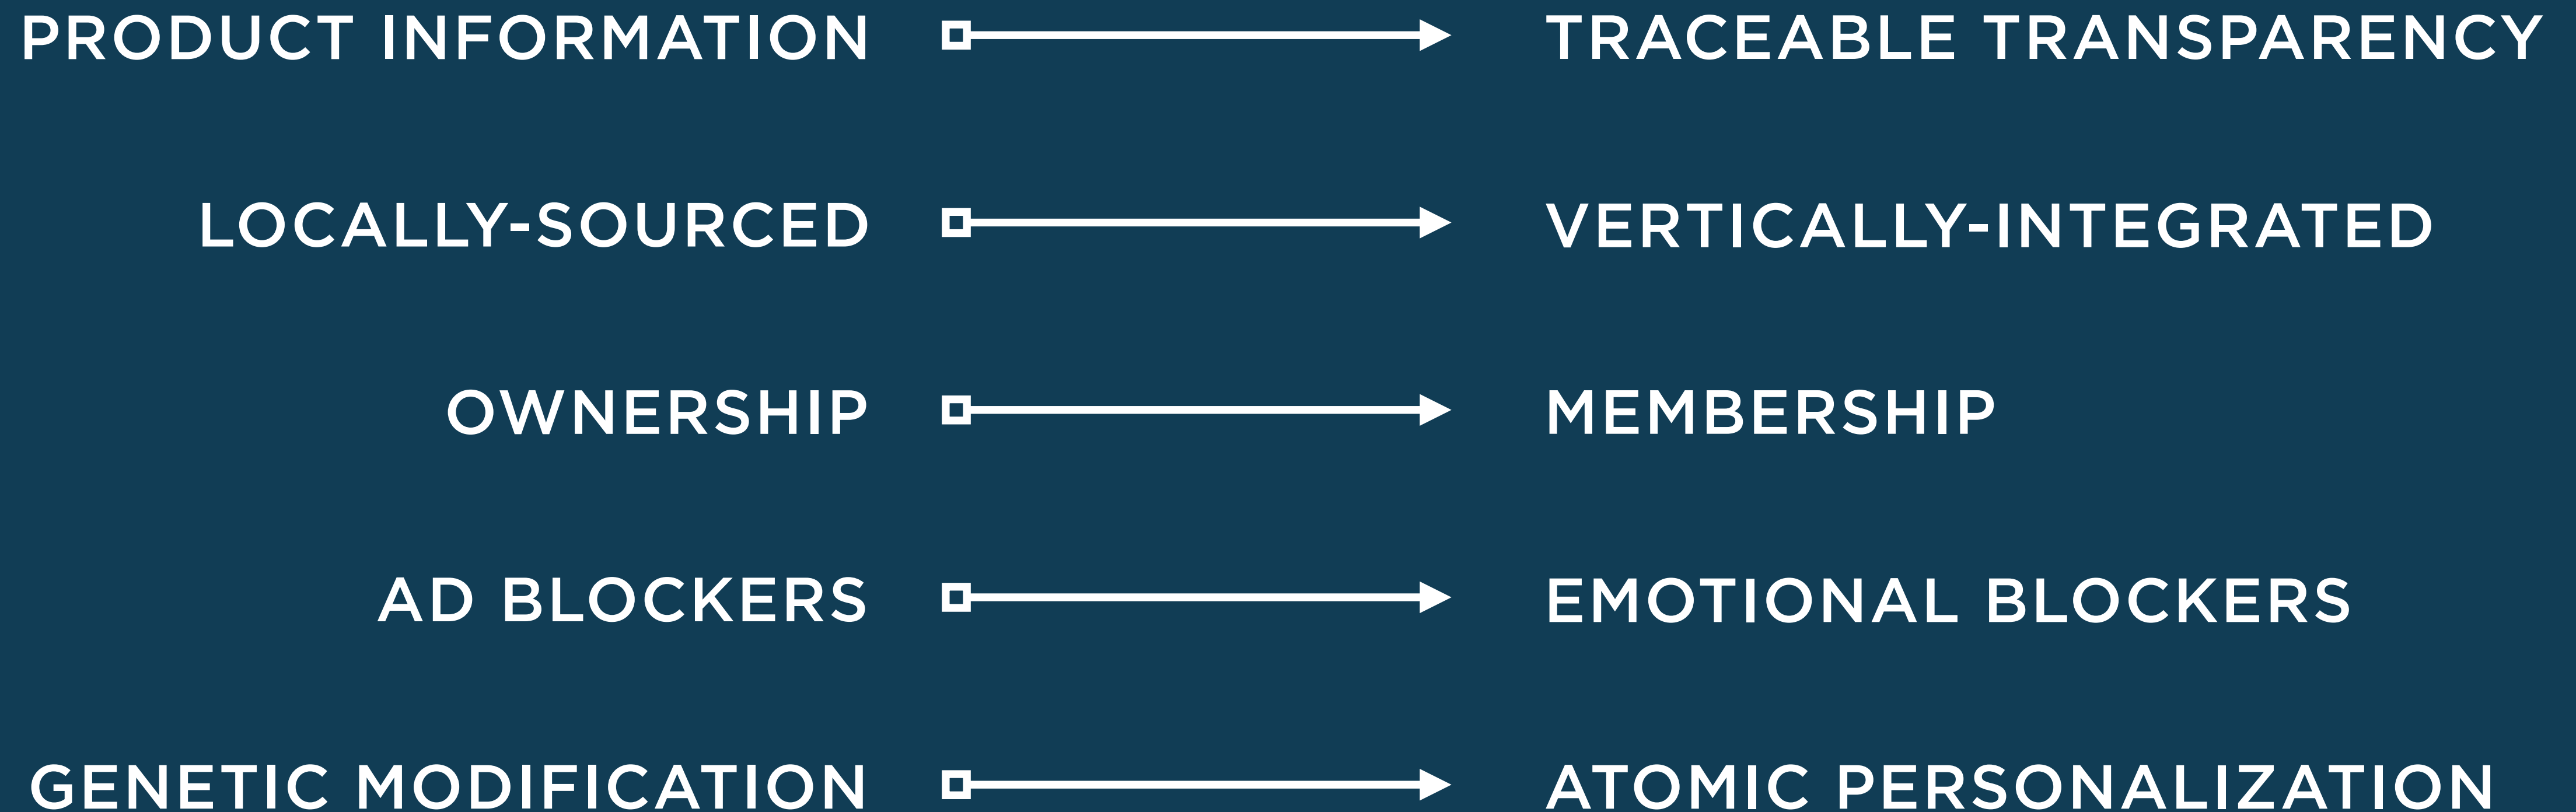 PRODUCT INFORMATION TRACEABLE TRANSPARENCY
LOCALLY-SOURCED VERTICALLY-INTEGRATED
OWNERSHIP MEMBERSHIP
AD BLOCKERS EMOTIONAL BLOCKERS
GENETIC MODIFICATION ATOMIC PERSONALIZATION